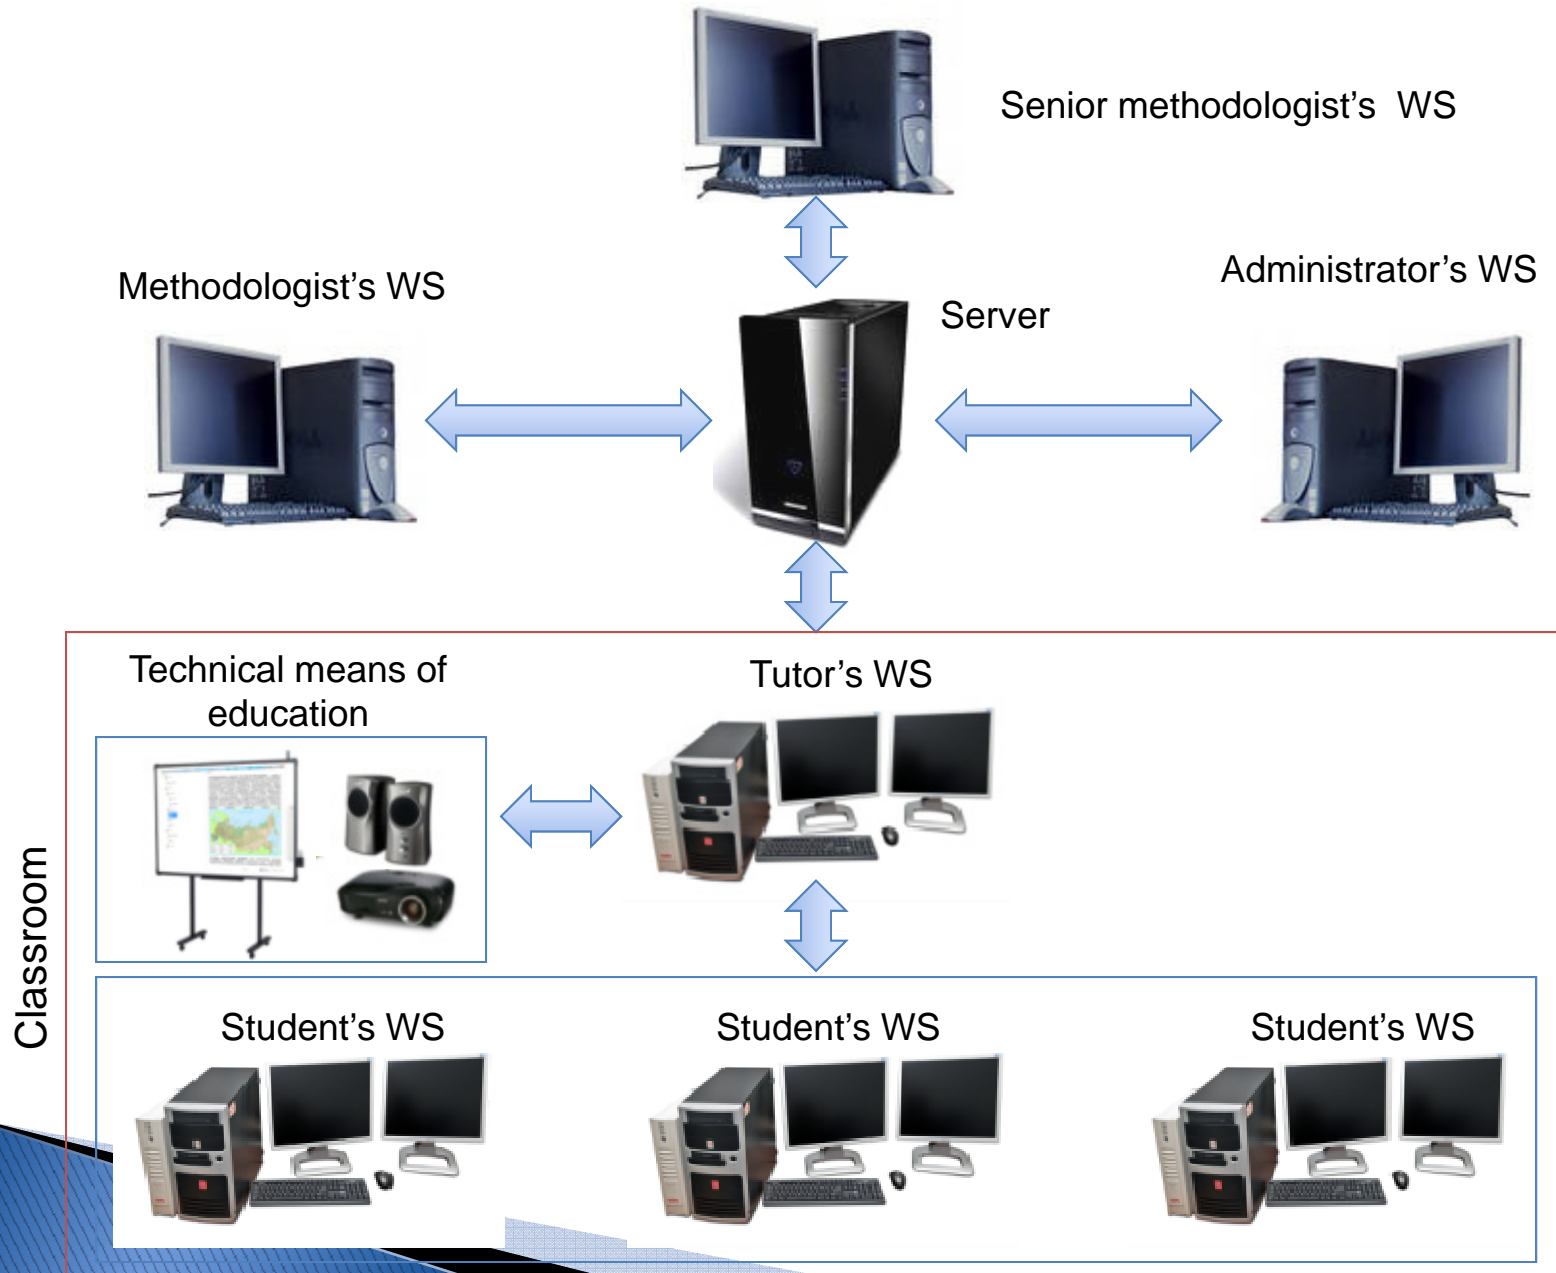 Senior methodologist’s  WS
Methodologist’s WS
Administrator’s WS
Server
Technical means of
education
Tutor’s WS
Classroom
Student’s WS
Student’s WS
Student’s WS